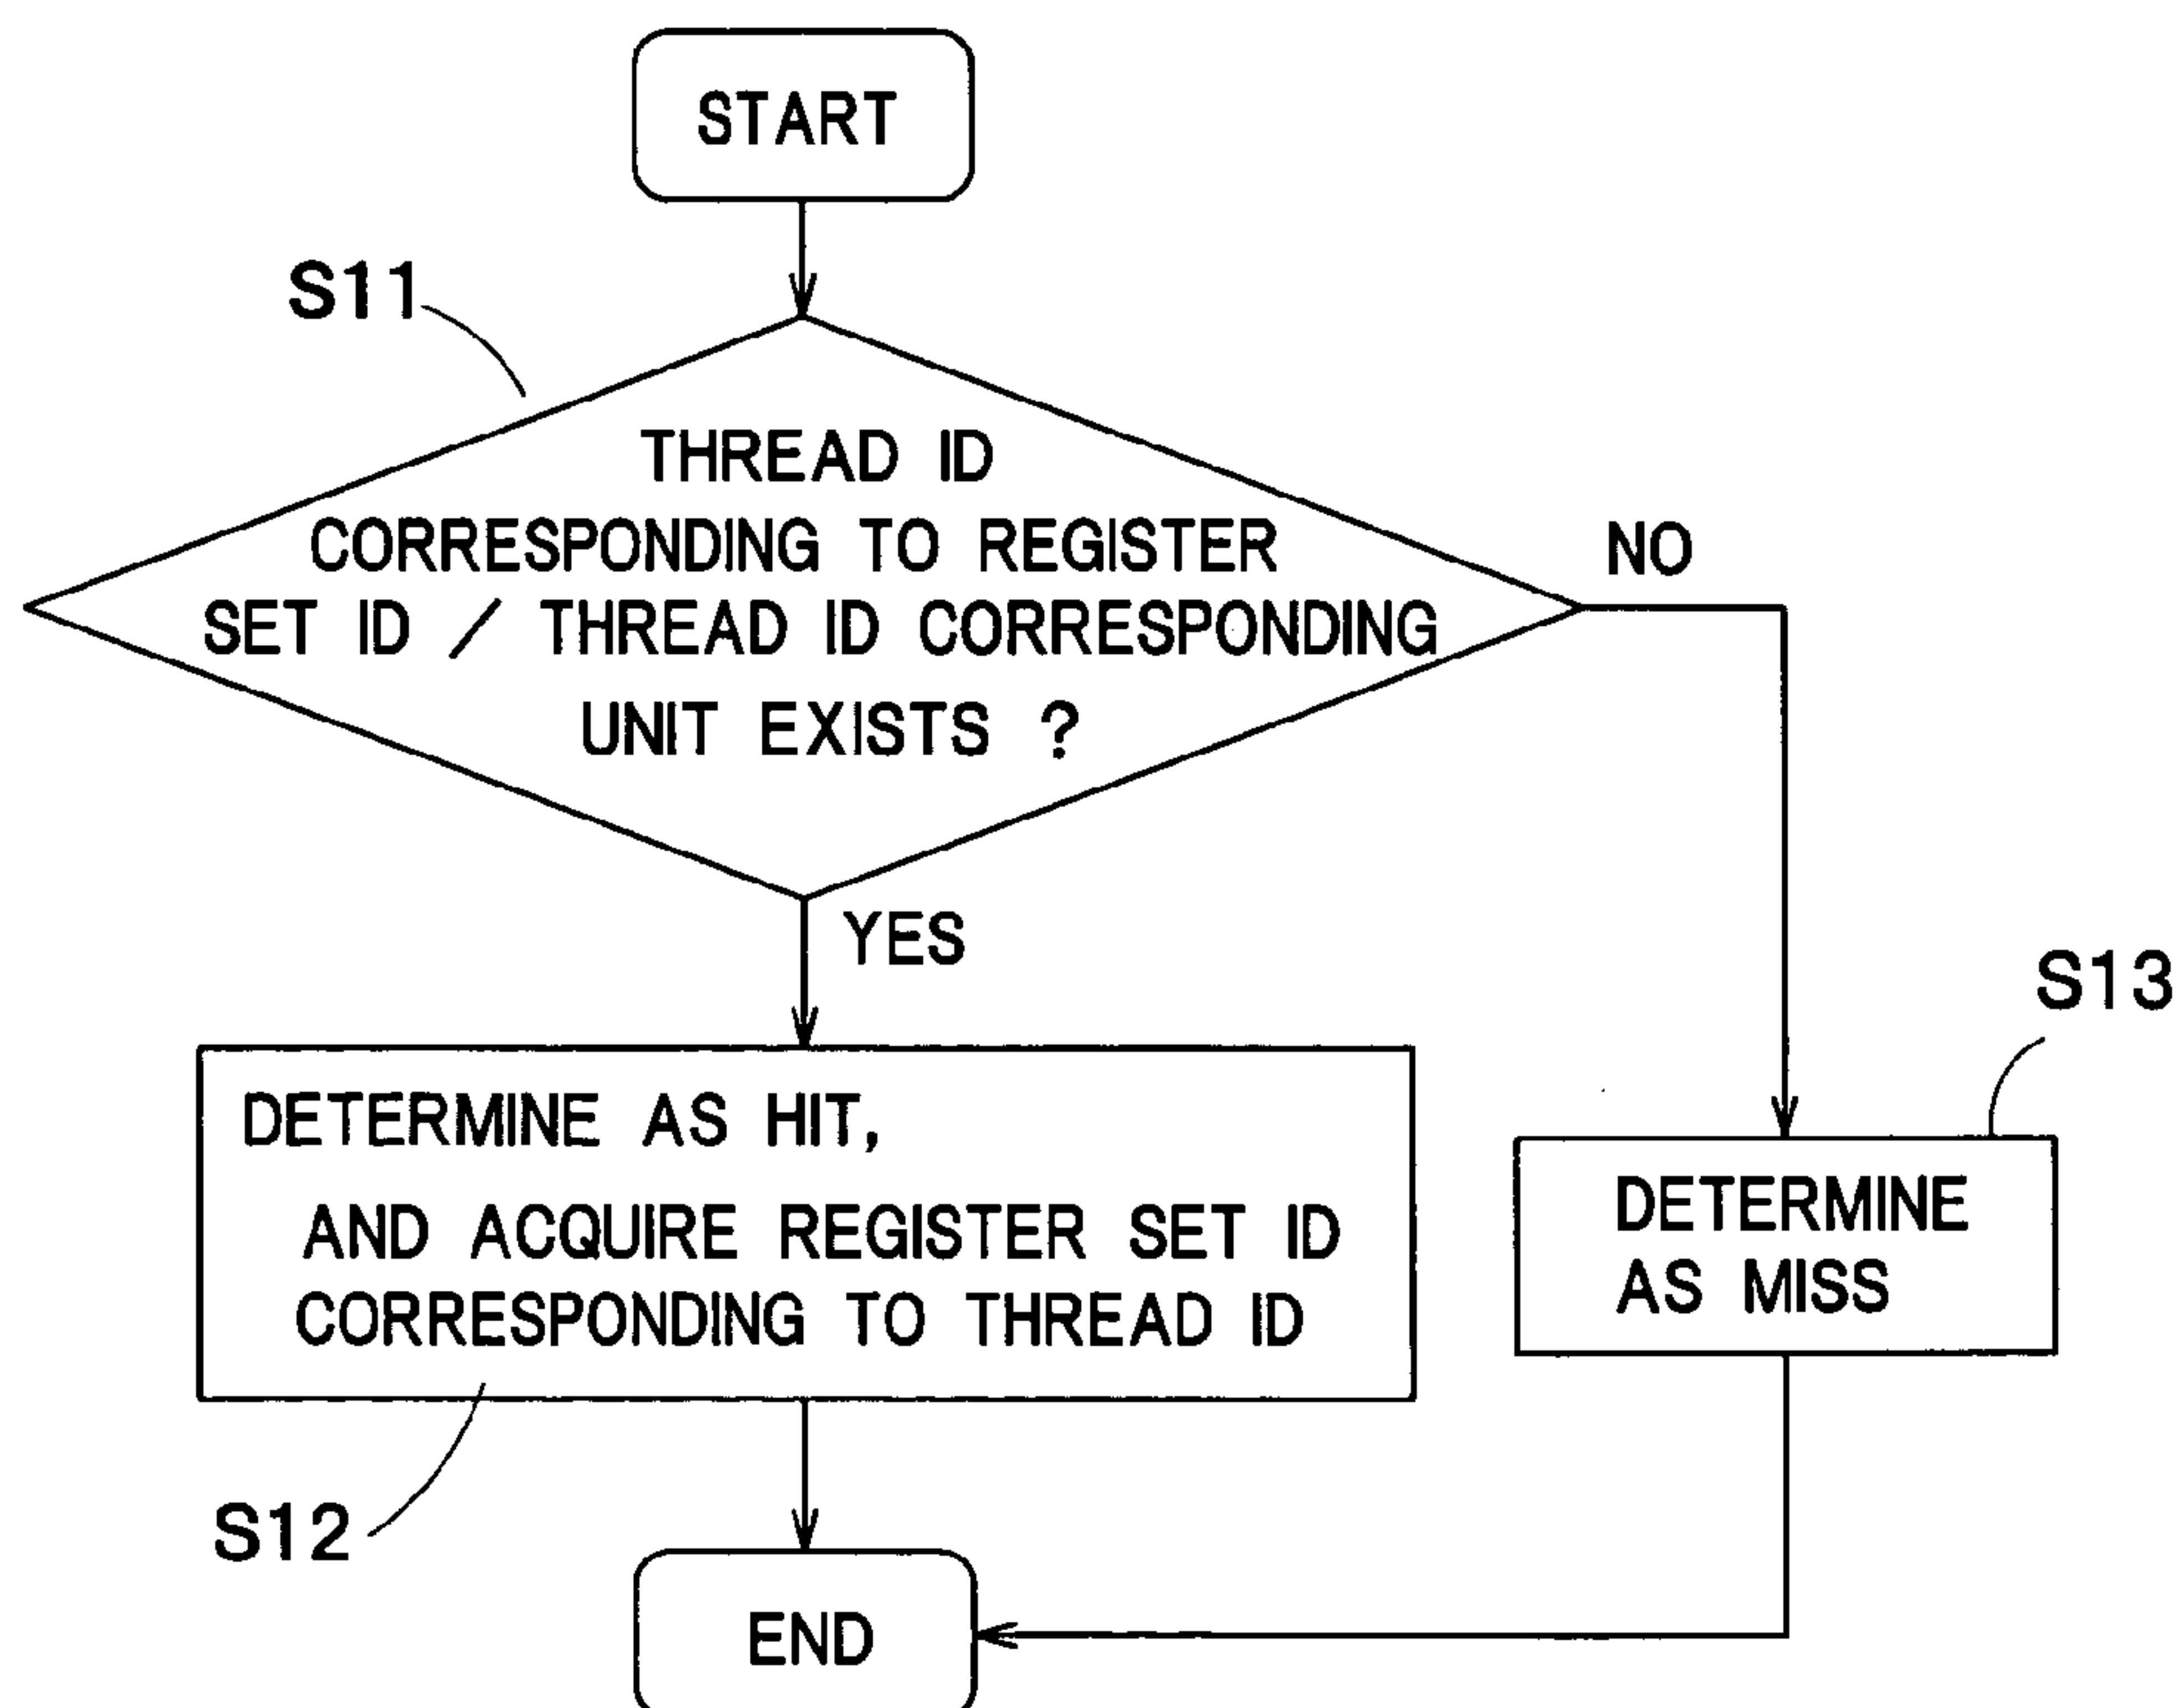 START
S11
THREAD ID
CORRESPONDING TO REGISTER
SET ID / THREAD ID CORRESPONDING
UNIT EXISTS ?
NO
YES
S13
DETERMINE AS HIT,
AND ACQUIRE REGISTER SET ID
CORRESPONDING TO THREAD ID
DETERMINE
AS MISS
S12
END